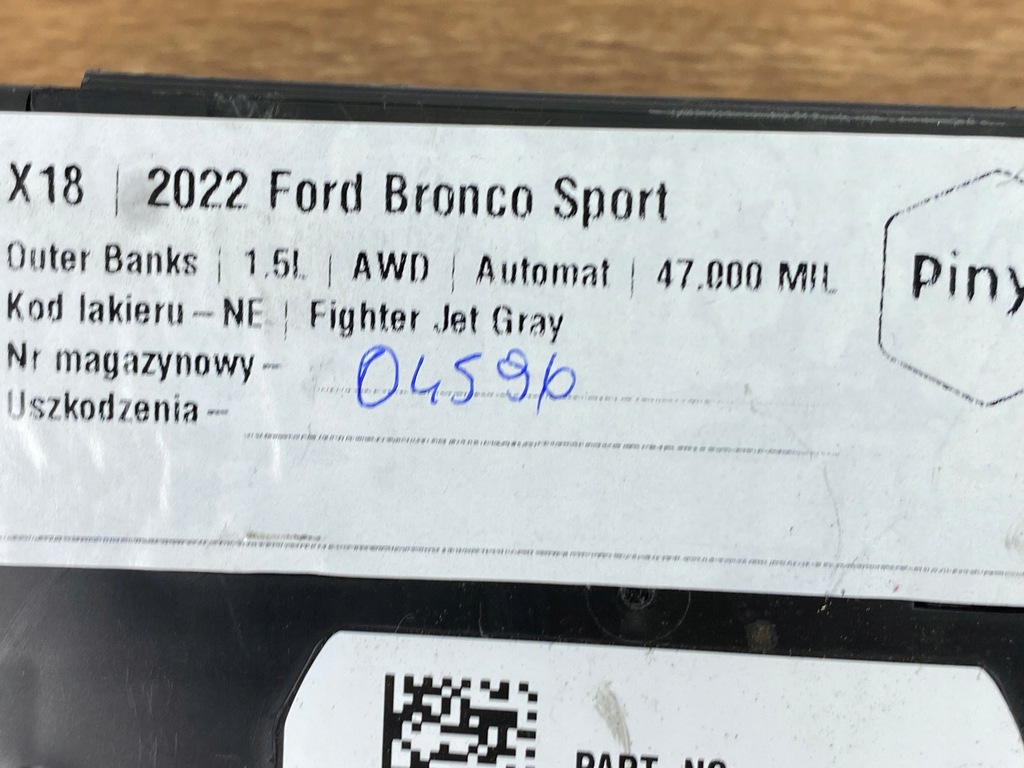 X18 | 2022 Ford Bronco Sport
Outer Banks | 1.5L | AWD | Automat | 47.000 MIL
Kod lakieru – NE | Fighter Jet Gray
Nr magazynowy – 04596
Uszkodzenia –
Piny
PART NO